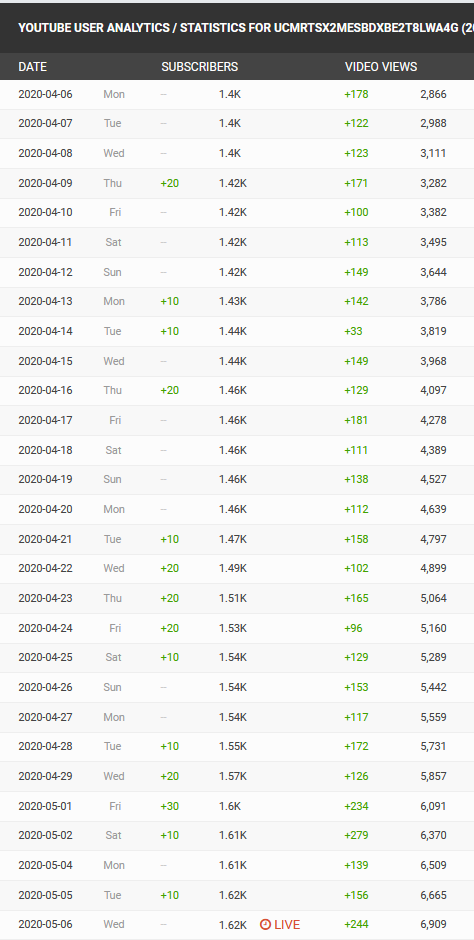 YOUTUBE USER ANALYTICS / STATISTICS FOR UCMRTSX2MESBDXBE2T8LWA4G (20
DATE SUBSCRIBERS VIDEO VIEWS
2020-04-06 Mon -- 1.4K +178 2,866
2020-04-07 Tue -- 1.4K +122 2,988
2020-04-08 Wed -- 1.4K +123 3,111
2020-04-09 Thu +20 1.42K +171 3,282
2020-04-10 Fri -- 1.42K +100 3,382
2020-04-11 Sat -- 1.42K +113 3,495
2020-04-12 Sun -- 1.42K +149 3,644
2020-04-13 Mon +10 1.43K +142 3,786
2020-04-14 Tue +10 1.44K +33 3,819
2020-04-15 Wed -- 1.44K +149 3,968
2020-04-16 Thu +20 1.46K +129 4,097
2020-04-17 Fri -- 1.46K +181 4,278
2020-04-18 Sat -- 1.46K +111 4,389
2020-04-19 Sun -- 1.46K +138 4,527
2020-04-20 Mon -- 1.46K +112 4,639
2020-04-21 Tue +10 1.47K +158 4,797
2020-04-22 Wed +20 1.49K +102 4,899
2020-04-23 Thu +20 1.51K +165 5,064
2020-04-24 Fri +20 1.53K +96 5,160
2020-04-25 Sat +10 1.54K +129 5,289
2020-04-26 Sun -- 1.54K +153 5,442
2020-04-27 Mon -- 1.54K +117 5,559
2020-04-28 Tue +10 1.55K +172 5,731
2020-04-29 Wed +20 1.57K +126 5,857
2020-05-01 Fri +30 1.6K +234 6,091
2020-05-02 Sat +10 1.61K +279 6,370
2020-05-04 Mon -- 1.61K +139 6,509
2020-05-05 Tue +10 1.62K +156 6,665
2020-05-06 Wed -- 1.62K LIVE +244 6,909